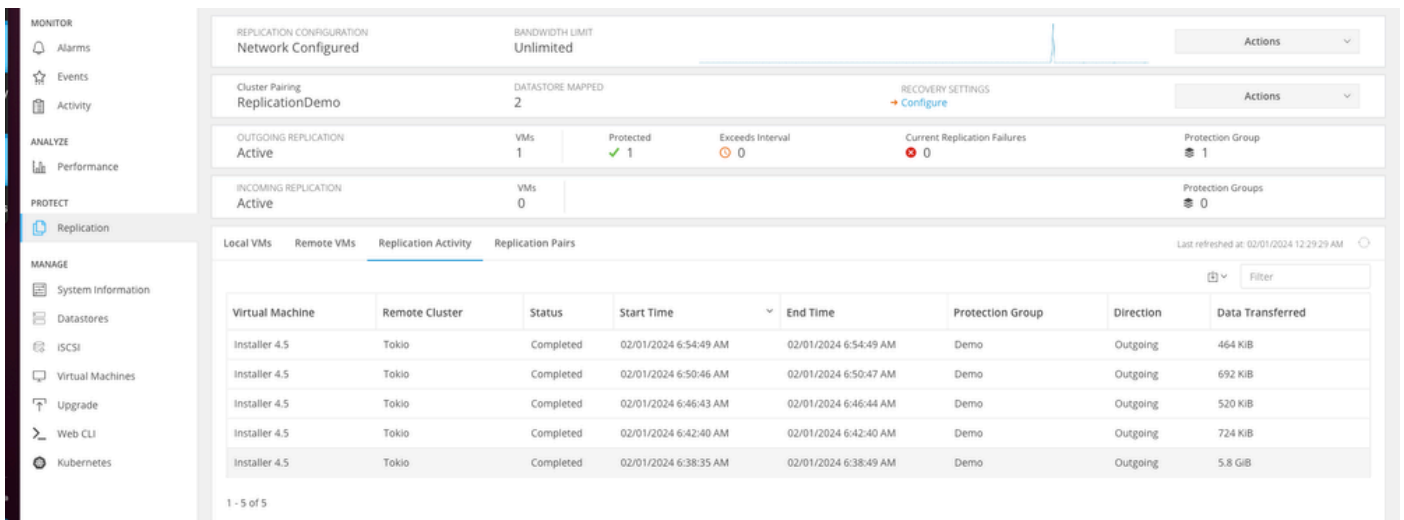 MONITOR
Alarms
Events
Activity
ANALYZE
Performance
PROTECT
Replication
MANAGE
System Information
Datastores
iSCSI
Virtual Machines
Upgrade
Web CLI
Kubernetes
REPLICATION CONFIGURATION BANDWIDTH LIMIT
Network Configured Unlimited Actions
Cluster Pairing DATASTORE MAPPED RECOVERY SETTINGS
ReplicationDemo 2 Configure Actions
OUTGOING REPLICATION VMs Protected Exceeds Interval Current Replication Failures Protection Group
Active 1 1 0 0 1
INCOMING REPLICATION VMs Protection Groups
Active 0 0
Local VMs Remote VMs Replication Activity Replication Pairs Last refreshed at: 02/01/2024 12:29:29 AM
Filter
Virtual Machine Remote Cluster Status Start Time End Time Protection Group Direction Data Transferred
Installer 4.5 Tokio Completed 02/01/2024 6:54:49 AM 02/01/2024 6:54:49 AM Demo Outgoing 464 KiB
Installer 4.5 Tokio Completed 02/01/2024 6:50:46 AM 02/01/2024 6:50:47 AM Demo Outgoing 692 KiB
Installer 4.5 Tokio Completed 02/01/2024 6:46:43 AM 02/01/2024 6:46:44 AM Demo Outgoing 520 KiB
Installer 4.5 Tokio Completed 02/01/2024 6:42:40 AM 02/01/2024 6:42:40 AM Demo Outgoing 724 KiB
Installer 4.5 Tokio Completed 02/01/2024 6:38:35 AM 02/01/2024 6:38:49 AM Demo Outgoing 5.8 GiB
1 - 5 of 5